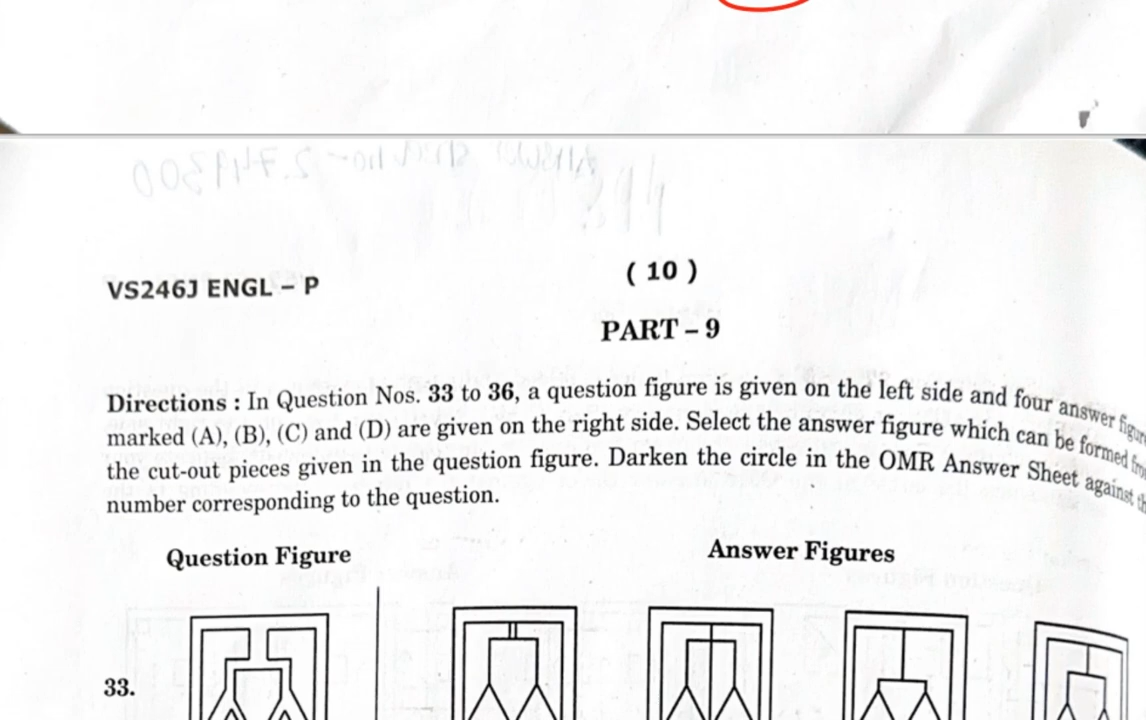 VS246J ENGL – P
( 10 )
PART – 9
Directions : In Question Nos. 33 to 36, a question figure is given on the left side and four answer figure
marked (A), (B), (C) and (D) are given on the right side. Select the answer figure which can be formed from
the cut-out pieces given in the question figure. Darken the circle in the OMR Answer Sheet against th
number corresponding to the question.
Question Figure
Answer Figures
33.